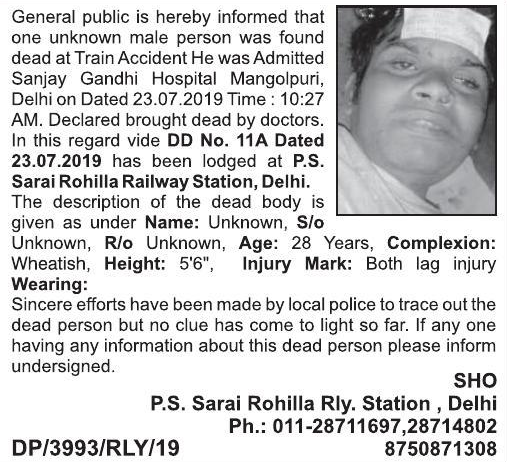 General public is hereby informed that
one unknown male person was found
dead at Train Accident He was Admitted
Sanjay Gandhi Hospital Mangolpuri,
Delhi on Dated 23.07.2019 Time : 10:27
AM. Declared brought dead by doctors.
In this regard vide DD No. 11A Dated
23.07.2019 has been lodged at P.S.
Sarai Rohilla Railway Station, Delhi.
The description of the dead body is
given as under Name: Unknown, S/o
Unknown, R/o Unknown, Age: 28 Years, Complexion:
Wheatish, Height: 5'6", Injury Mark: Both lag injury
Wearing:
Sincere efforts have been made by local police to trace out the
dead person but no clue has come to light so far. If any one
having any information about this dead person please inform
undersigned.
SHO
P.S. Sarai Rohilla Rly. Station , Delhi
Ph.: 011-28711697,28714802
DP/3993/RLY/19 8750871308